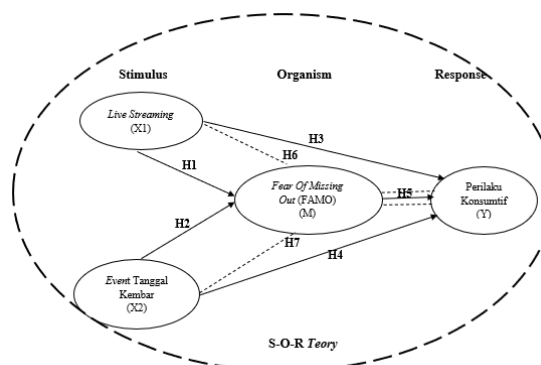 Stimulus
Organism
Response
Live Streaming
(X1)
H3
H6
H1
Fear Of Missing
Out (FAMO)
(M)
H5
Perilaku
Konsumtif
(Y)
H2
H7
H4
Event Tanggal
Kembar
(X2)
S-O-R Teory